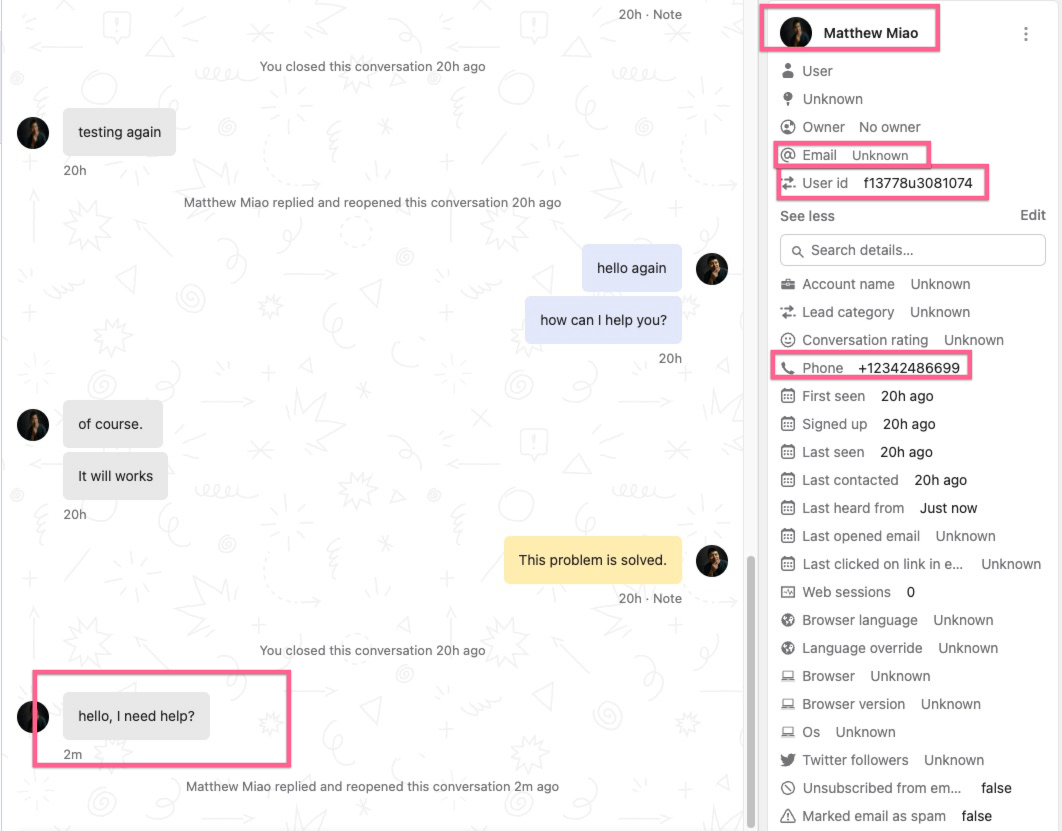 20h · Note
You closed this conversation 20h ago
testing again
20h
Matthew Miao replied and reopened this conversation 20h ago
hello again
how can I help you?
20h
of course.
It will works
20h
This problem is solved.
20h · Note
You closed this conversation 20h ago
hello, I need help?
2m
Matthew Miao replied and reopened this conversation 2m ago
Matthew Miao
User
Unknown
Owner No owner
Email Unknown
User id f13778u3081074
See less Edit
Search details...
Account name Unknown
Lead category Unknown
Conversation rating Unknown
Phone +12342486699
First seen 20h ago
Signed up 20h ago
Last seen 20h ago
Last contacted 20h ago
Last heard from Just now
Last opened email Unknown
Last clicked on link in e... Unknown
Web sessions 0
Browser language Unknown
Language override Unknown
Browser Unknown
Browser version Unknown
Os Unknown
Twitter followers Unknown
Unsubscribed from em... false
Marked email as spam false